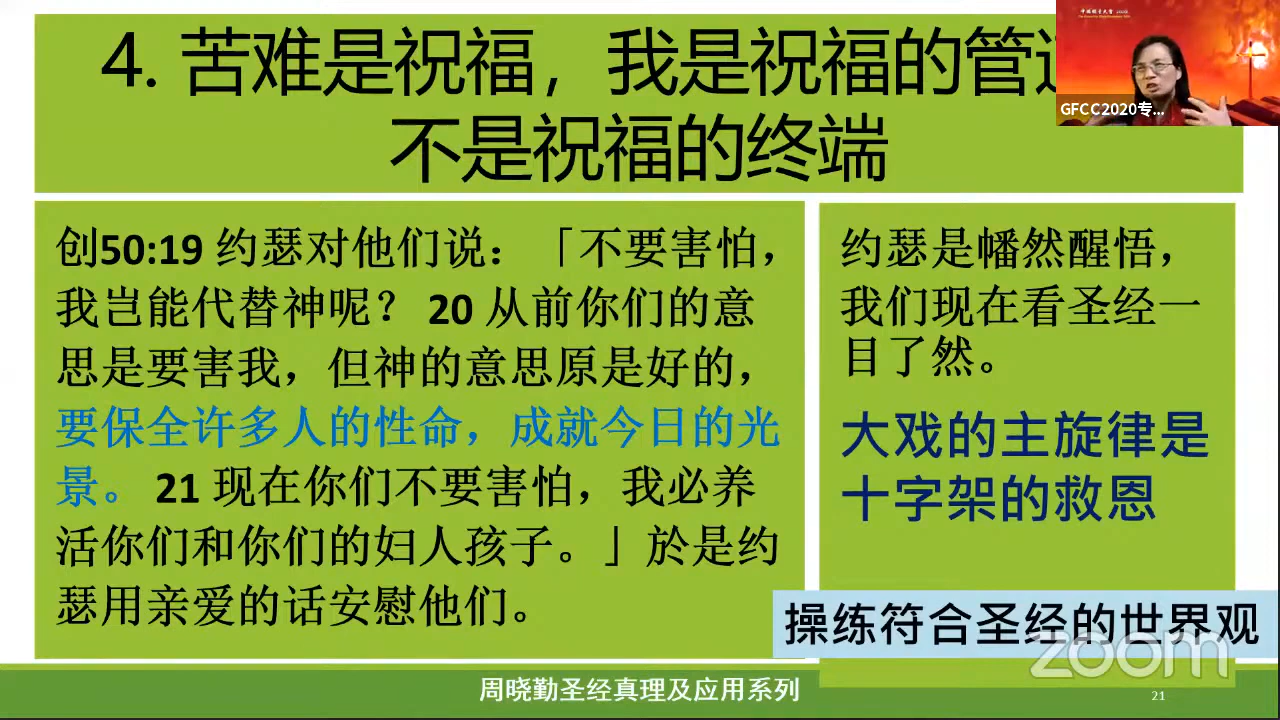 4. 苦难是祝福，我是祝福的管
不是祝福的终端
GFCC2020专...
创50:19 约瑟对他们说：「不要害怕，
我岂能代替神呢？ 20 从前你们的意
思是要害我，但神的意思原是好的，
要保全许多人的性命，成就今日的光
景。 21 现在你们不要害怕，我必养
活你们和你们的妇人孩子。」於是约
瑟用亲爱的话安慰他们。
约瑟是幡然醒悟，
我们现在看圣经一
目了然。
大戏的主旋律是
十字架的救恩
操练符合圣经的世界观
zoom
周晓勤圣经真理及应用系列
21